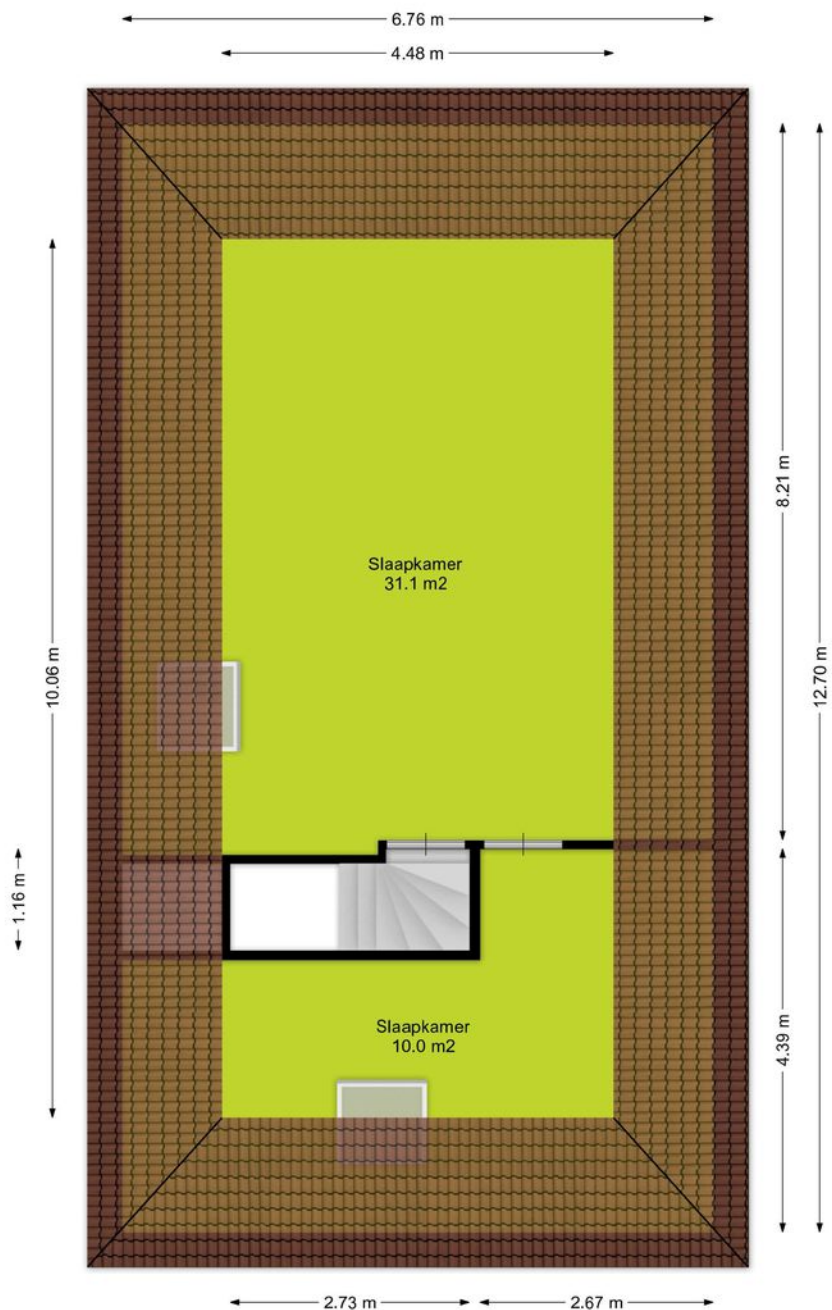 6.76 m
4.48 m
8.21 m
Slaapkamer
31.1 m2
10.06 m
12.70 m
1.16 m
Slaapkamer
10.0 m2
4.39 m
2.73 m
2.67 m